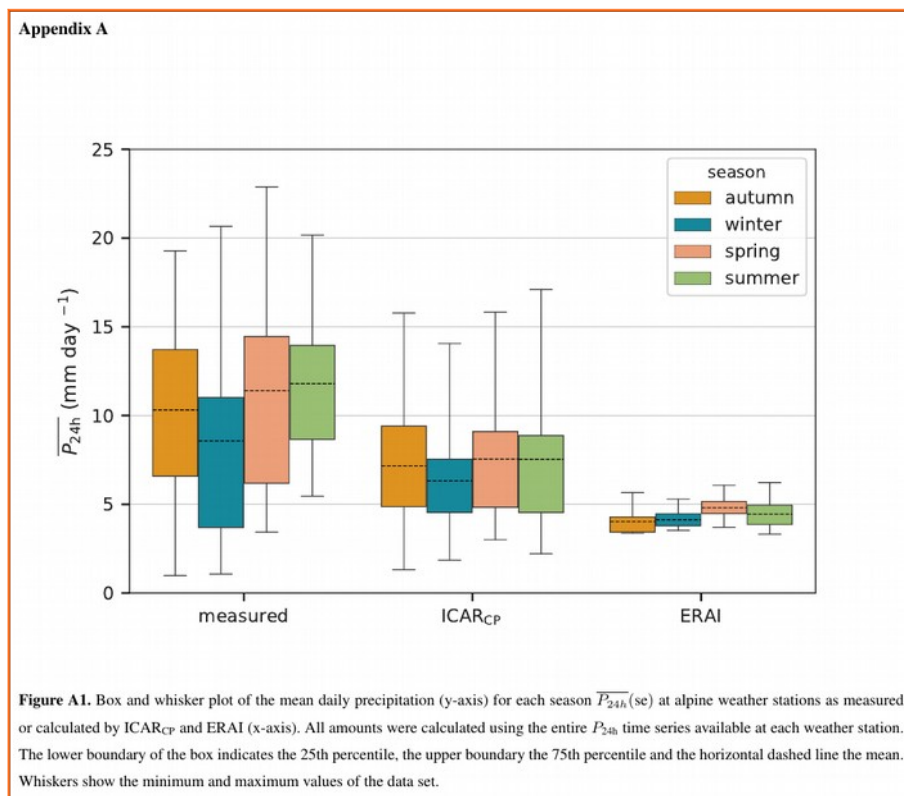 Appendix A
25
20
15
10
5
0
P24h (mm day −1)
season
autumn
winter
spring
summer
measured
ICARCP
ERAI
Figure A1. Box and whisker plot of the mean daily precipitation (y-axis) for each season P24h(se) at alpine weather stations as measured
or calculated by ICARCP and ERAI (x-axis). All amounts were calculated using the entire P24h time series available at each weather station.
The lower boundary of the box indicates the 25th percentile, the upper boundary the 75th percentile and the horizontal dashed line the mean.
Whiskers show the minimum and maximum values of the data set.